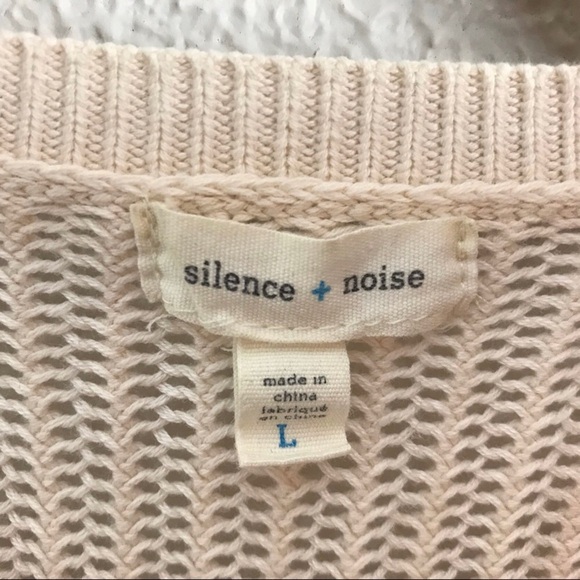 silence + noise
made in
china
fabriqué
en chine
L